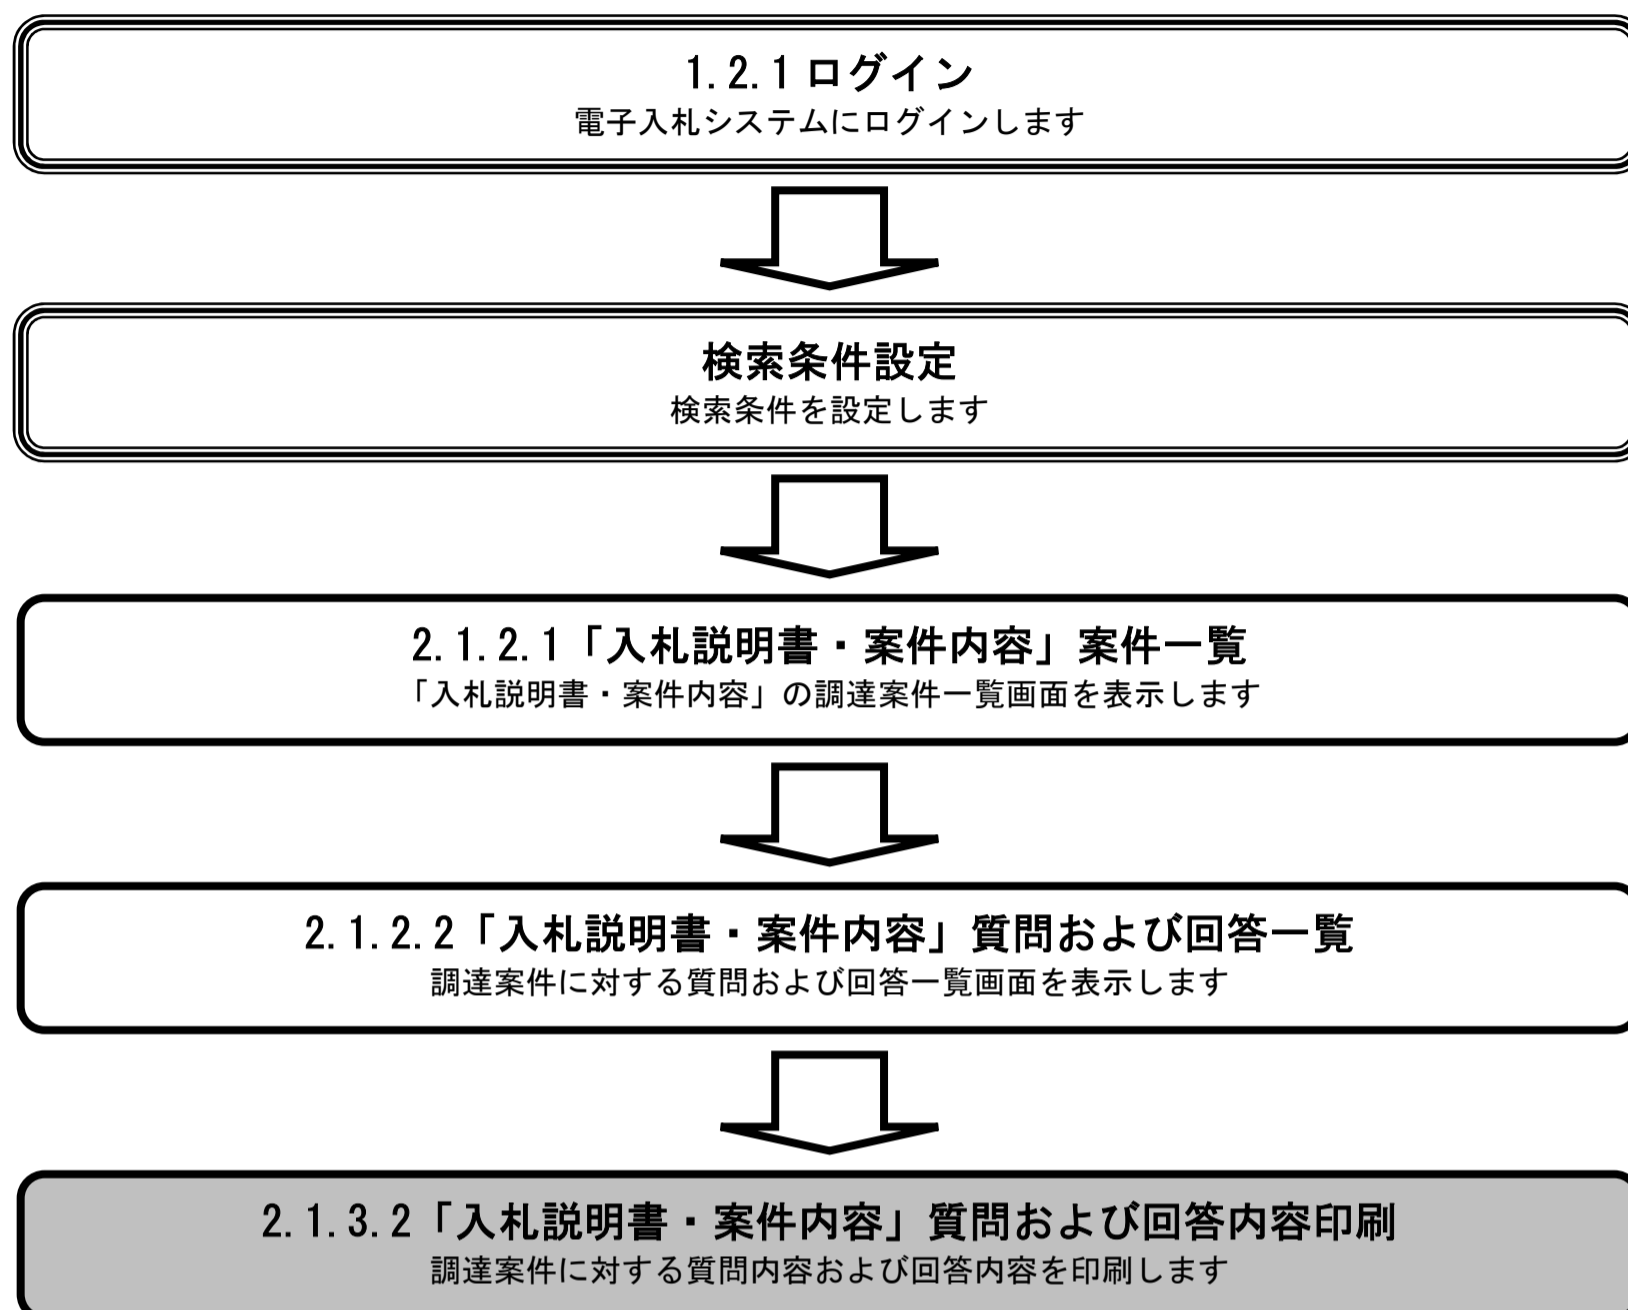 1.2.1 ログイン
電子入札システムにログインします
検索条件設定
検索条件を設定します
2.1.2.1「入札説明書・案件内容」案件一覧
「入札説明書・案件内容」の調達案件一覧画面を表示します
2.1.2.2「入札説明書・案件内容」質問および回答一覧
調達案件に対する質問および回答一覧画面を表示します
2.1.3.2「入札説明書・案件内容」質問および回答内容印刷
調達案件に対する質問内容および回答内容を印刷します